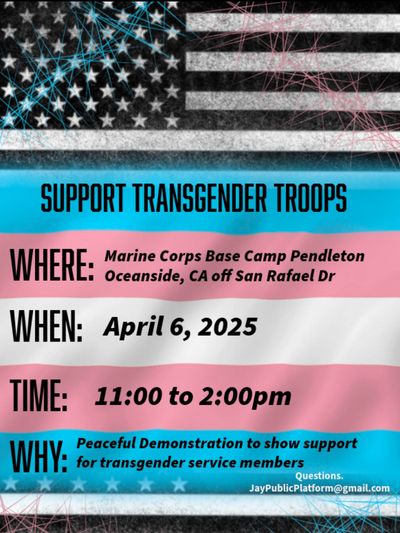 SUPPORT TRANSGENDER TROOPS
WHERE: Marine Corps Base Camp Pendleton
Oceanside, CA off San Rafael Dr
WHEN: April 6, 2025
TIME: 11:00 to 2:00pm
WHY: Peaceful Demonstration to show support
for transgender service members
Questions.
JayPublicPlatform@gmail.com